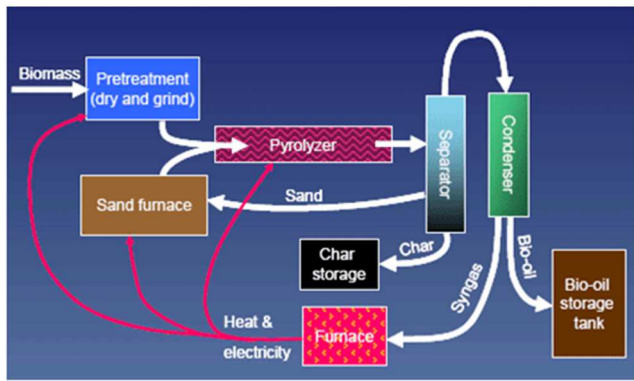 Biomass
Pretreatment
(dry and grind)
Pyrolyzer
Separator
Condenser
Sand furnace
Sand
Char
storage
Char
Syngas
Bio-oil
Bio-oil
storage
tank
Heat &
electricity
Furnace